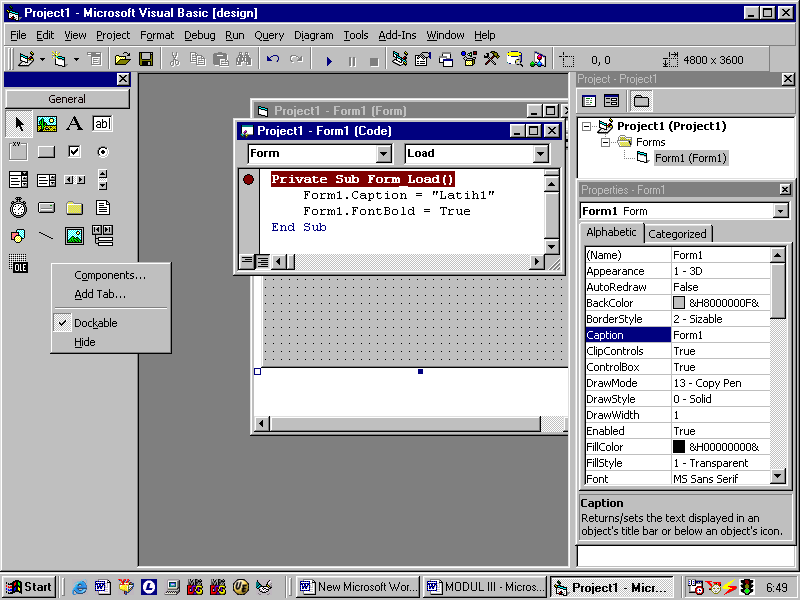 Project1 - Microsoft Visual Basic [design]
File Edit View Project Format Debug Run Query Diagram Tools Add-Ins Window Help
0, 0
4800 x 3600
General
A
ab
XY
OLE
Components...
Add Tab...
Dockable
Hide
Project1 - Form1 (Form)
Project1 - Form1 (Code)
Form
Load
Private Sub Form_Load()
Form1.Caption = "Latih1"
Form1.FontBold = True
End Sub
Project - Project1
Project1 (Project1)
Forms
Form1 (Form1)
Properties - Form1
Form1 Form
Alphabetic Categorized
(Name) Form1
Appearance 1 - 3D
AutoRedraw False
BackColor &H8000000F&
BorderStyle 2 - Sizable
Caption Form1
ClipControls True
ControlBox True
DrawMode 13 - Copy Pen
DrawStyle 0 - Solid
DrawWidth 1
Enabled True
FillColor &H00000000&
FillStyle 1 - Transparent
Font MS Sans Serif
Caption
Returns/sets the text displayed in an
object's title bar or below an object's icon.
Start
New Microsoft Wor...
MODUL III - Micros...
Project1 - Micr...
6:49